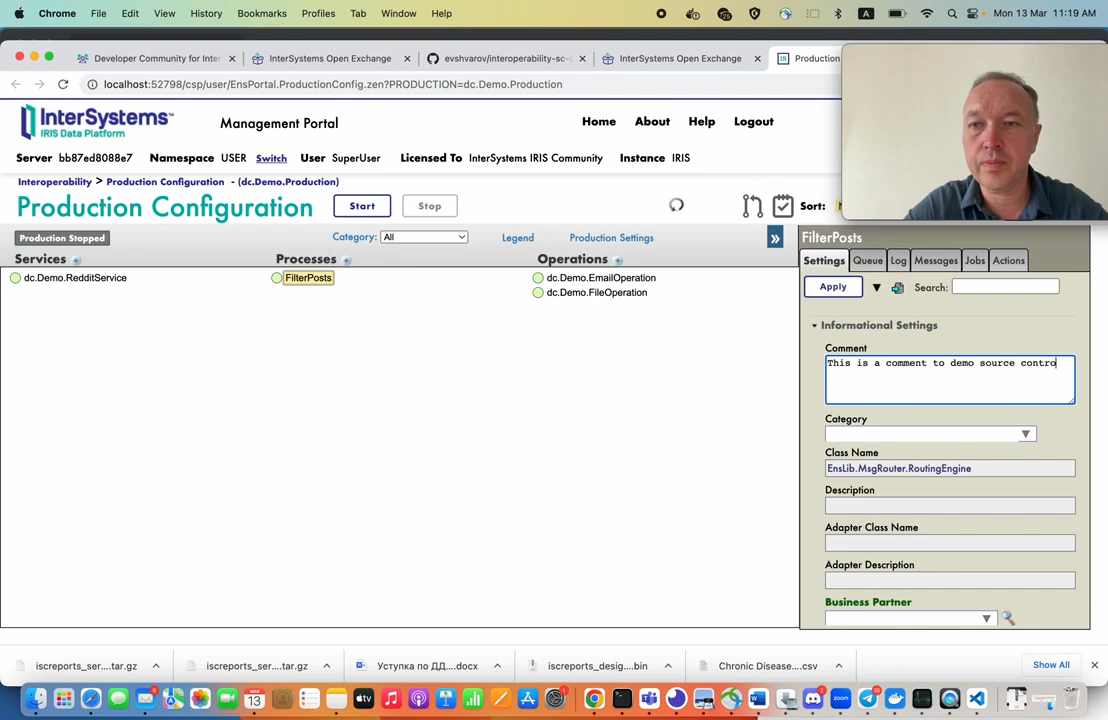 Chrome File Edit View History Bookmarks Profiles Tab Window Help A Mon 13 Mar 11:19 AM
Developer Community for Inter InterSystems Open Exchange evshvarov/interoperability-sc- InterSystems Open Exchange Production
localhost:52798/csp/user/EnsPortal.ProductionConfig.zen?PRODUCTION=dc.Demo.Production
InterSystems™
IRIS Data Platform
Management Portal
Home About Help Logout
Server bb87ed8088e7 Namespace USER Switch User SuperUser Licensed To InterSystems IRIS Community Instance IRIS
Interoperability > Production Configuration - (dc.Demo.Production)
Production Configuration Start Stop Sort:
Production Stopped Category: All Legend Production Settings » FilterPosts
Services Processes Operations
Settings Queue Log Messages Jobs Actions
dc.Demo.RedditService FilterPosts dc.Demo.EmailOperation
dc.Demo.FileOperation
Apply Search:
Informational Settings
Comment
This is a comment to demo source contro
Category
Class Name
EnsLib.MsgRouter.RoutingEngine
Description
Adapter Class Name
Adapter Description
Business Partner
iscreports_ser....tar.gz iscreports_ser....tar.gz Уступка по ДД....docx iscreports_desig....bin Chronic Disease....csv Show All
13